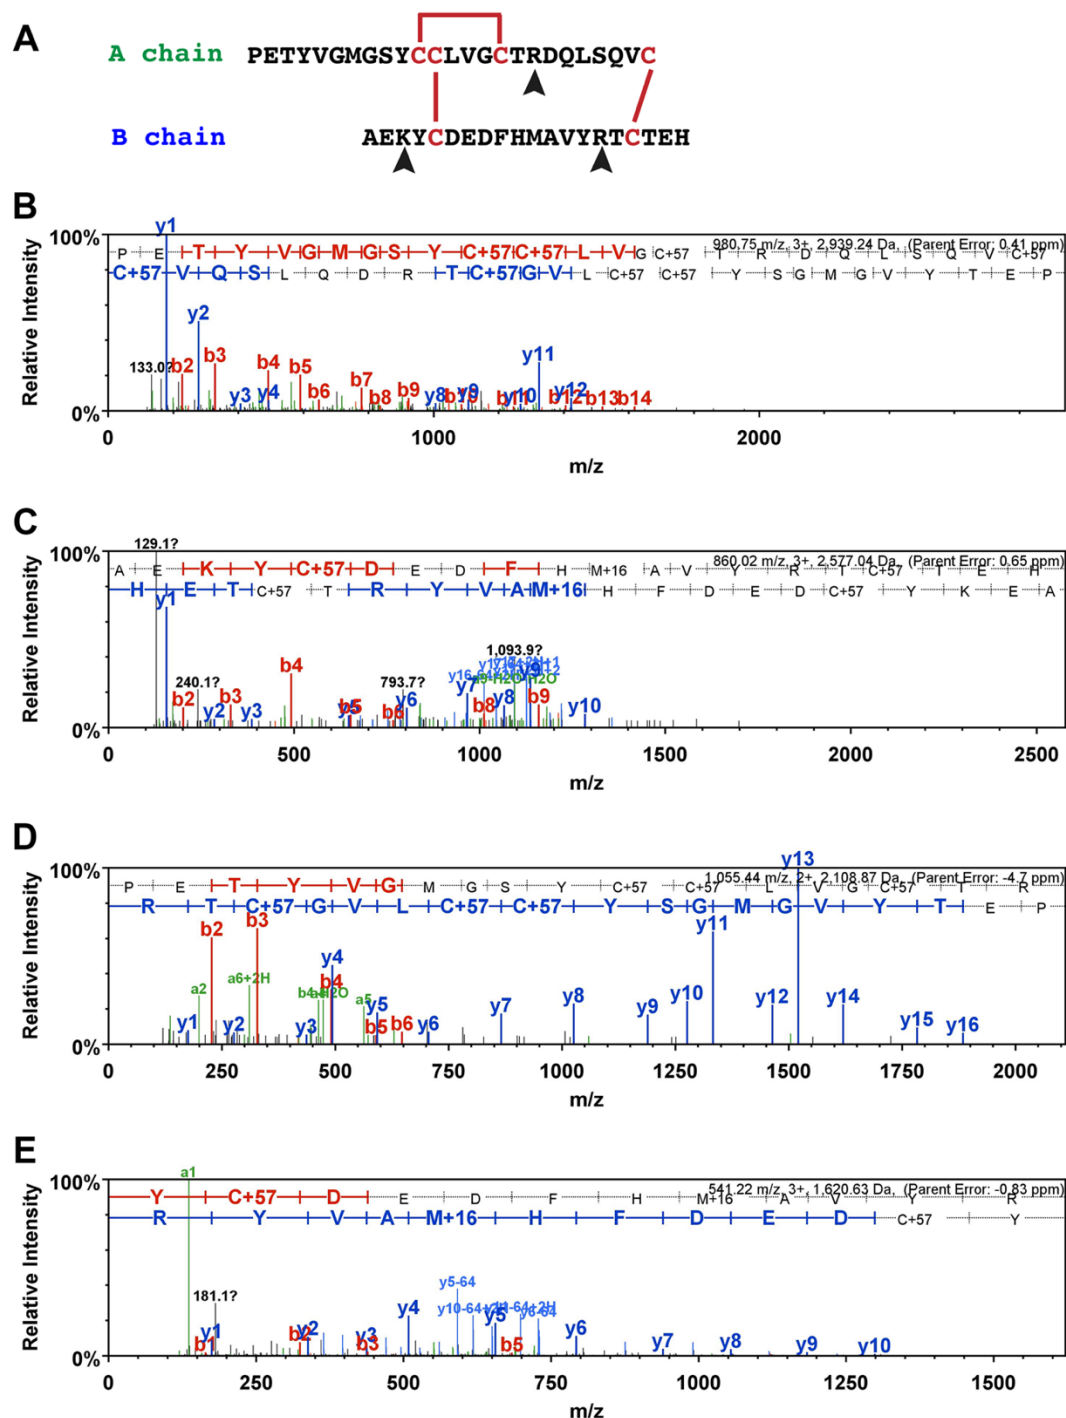 A
A chain PETYVGMGSYCCLVGCTRDQLSQVC
B chain AEKYCDEDFHMAVYRTCTEH
B
Relative Intensity
100%
0%
980.75 m/z, 3+, 2,939.24 Da, (Parent Error: 0.41 ppm)
P E T Y V G M G S Y C+57 C+57 L V G C+57 T R D Q L S Q V C+57
C+57 V Q S L Q D R T C+57 G V L C+57 C+57 Y S G M G V Y T E P
y1
y2
133.0? b2 b3 b4 b5 b6 b7 b8 b9
y3 y4 y8 y9 y10 y11 y12 b12 b13 b14
0 1000 2000
m/z
C
Relative Intensity
100%
0%
129.1?
860.02 m/z, 3+, 2,577.04 Da, (Parent Error: 0.65 ppm)
A E K Y C+57 D E D F H M+16 A V Y R T C+57 T E H
H E T C+57 T R Y V A M+16 H F D E D C+57 Y K E A
y1
240.1? b2 b3 b4 793.7? 1,093.9?
y2 y3 b5 b6 y6 y7 b8 y8 y9 b9 y10
0 500 1000 1500 2000 2500
m/z
D
Relative Intensity
100%
0%
y13
1,055.44 m/z, 2+, 2,108.87 Da, (Parent Error: -4.7 ppm)
P E T Y V G M G S Y C+57 C+57 L V G C+57 T R
R T C+57 G V L C+57 C+57 Y S G M G V Y T E P
b2 b3 y4 y11
a2 a6+2H b4 a5
y1 y2 y3 y5 b5 b6 y6 y7 y8 y9 y10 y12 y14 y15 y16
0 250 500 750 1000 1250 1500 1750 2000
m/z
E
Relative Intensity
100%
0%
a1
541.22 m/z, 3+, 1,620.63 Da, (Parent Error: -0.83 ppm)
Y C+57 D E D F H M+16 A V Y R
R Y V A M+16 H F D E D C+57 Y
y5-64
181.1? y4 y5 y6-64
b1 y1 b2 y2 b3 y3 b5 y6 y7 y8 y9 y10
0 500 750 1000 1250 1500
m/z